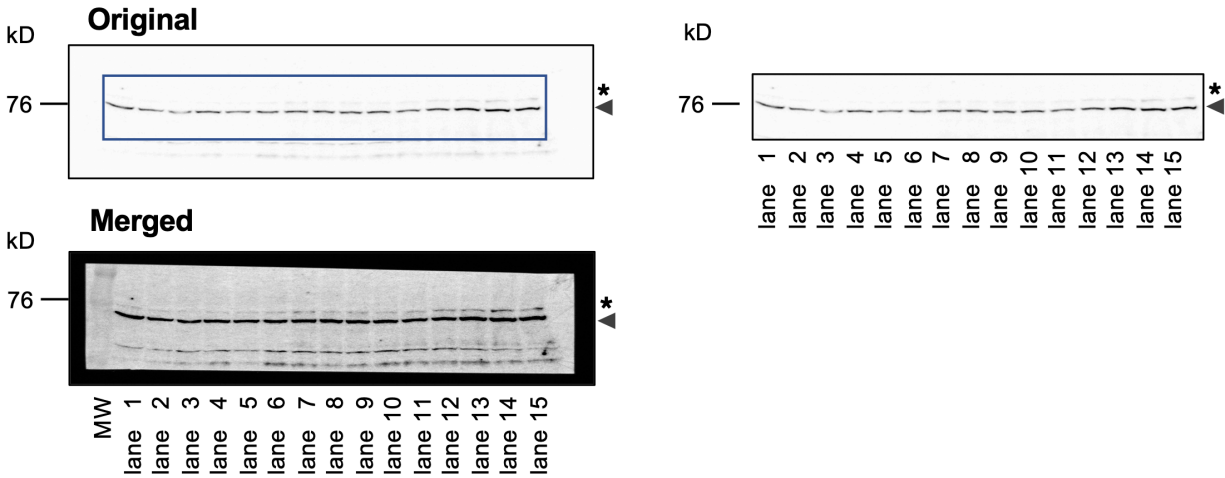 Original
kD
76
*
kD
76
*
lane 1
lane 2
lane 3
lane 4
lane 5
lane 6
lane 7
lane 8
lane 9
lane 10
lane 11
lane 12
lane 13
lane 14
lane 15
Merged
kD
76
*
MW
lane 1
lane 2
lane 3
lane 4
lane 5
lane 6
lane 7
lane 8
lane 9
lane 10
lane 11
lane 12
lane 13
lane 14
lane 15